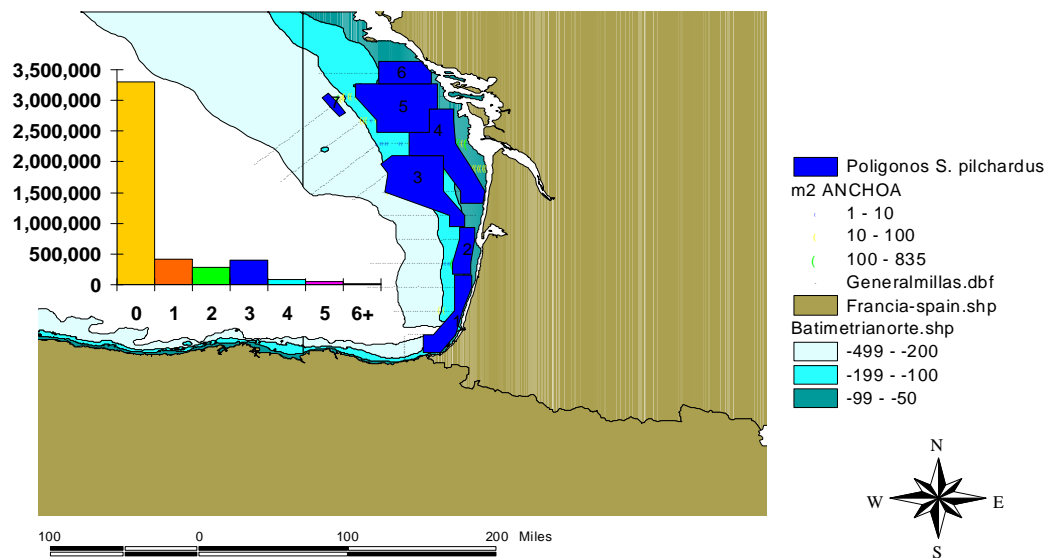 3,500,000
3,000,000
2,500,000
2,000,000
1,500,000
1,000,000
500,000
0
0 1 2 3 4 5 6+
6
5
4
7
3
2
1
Poligonos S. pilchardus
m2 ANCHOA
1 - 10
10 - 100
100 - 835
Generalmillas.dbf
Francia-spain.shp
Batimetrianorte.shp
-499 - -200
-199 - -100
-99 - -50
N
W E
S
100 0 100 200 Miles